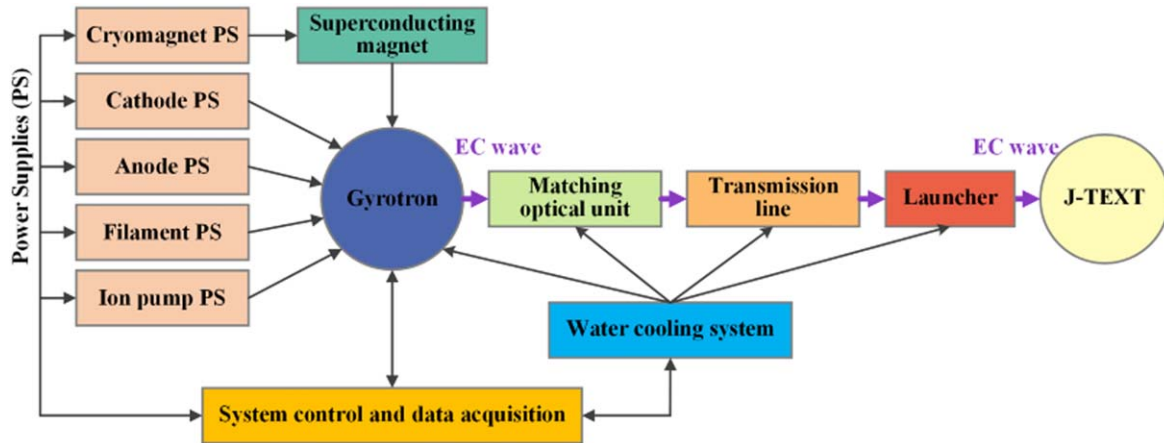 Power Supplies (PS)
Cryomagnet PS
Superconducting
magnet
Cathode PS
Anode PS
Filament PS
Ion pump PS
Gyrotron
EC wave
Matching
optical unit
Transmission
line
Launcher
EC wave
J-TEXT
Water cooling system
System control and data acquisition